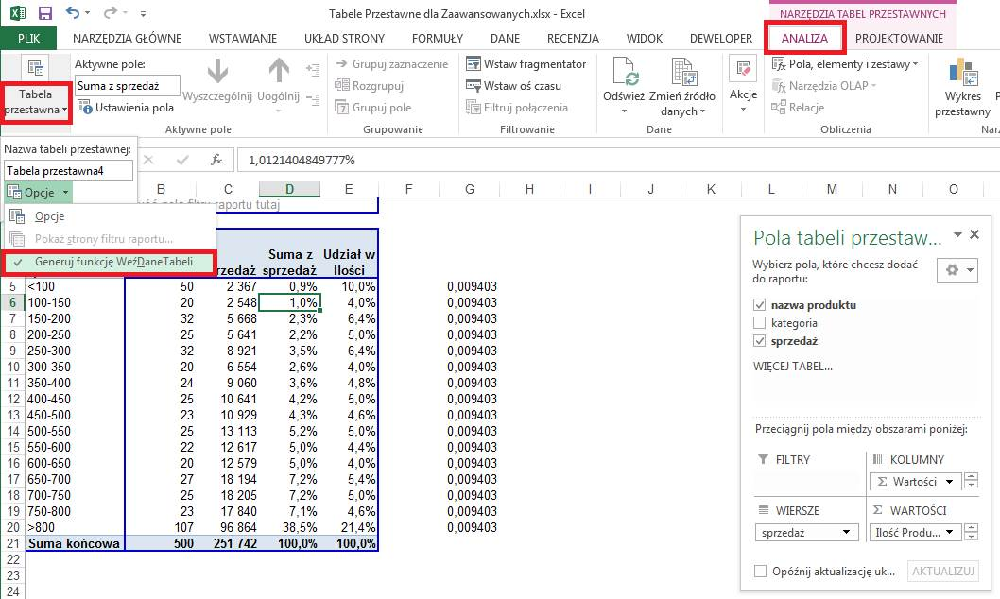 Tabele Przestawne dla Zaawansowanych.xlsx - Excel
NARZĘDZIA TABEL PRZESTAWNYCH
PLIK NARZĘDZIA GŁÓWNE WSTAWIANIE UKŁAD STRONY FORMUŁY DANE RECENZJA WIDOK DEWELOPER ANALIZA PROJEKTOWANIE
Tabela
przestawna
Aktywne pole:
Suma z sprzedaż
Ustawienia pola
Wyszczególnij Uogólnij
Aktywne pole
Grupuj zaznaczenie
Rozgrupuj
Grupuj pole
Grupowanie
Wstaw fragmentator
Wstaw oś czasu
Filtruj połączenia
Filtrowanie
Odśwież Zmień źródło
danych
Dane
Akcje
Pola, elementy i zestawy
Narzędzia OLAP
Relacje
Obliczenia
Wykres
przestawny
Nazwa tabeli przestawnej:
Tabela przestawna4
Opcje
Opcje
Pokaż strony filtru raportu...
Generuj funkcję WeźDaneTabeli
fx 1,0121404849777%
B C D E F G H I J K L M N O
pola filtru raportu tutaj
Suma z Udział w
sprzedaż Ilości
5 <100 50 2 367 0,9% 10,0% 0,009403
6 100-150 20 2 548 1,0% 4,0% 0,009403
7 150-200 32 5 668 2,3% 6,4% 0,009403
8 200-250 25 5 641 2,2% 5,0% 0,009403
9 250-300 32 8 921 3,5% 6,4% 0,009403
10 300-350 20 6 554 2,6% 4,0% 0,009403
11 350-400 24 9 060 3,6% 4,8% 0,009403
12 400-450 25 10 641 4,2% 5,0% 0,009403
13 450-500 23 10 929 4,3% 4,6% 0,009403
14 500-550 25 13 113 5,2% 5,0% 0,009403
15 550-600 22 12 617 5,0% 4,4% 0,009403
16 600-650 20 12 579 5,0% 4,0% 0,009403
17 650-700 27 18 194 7,2% 5,4% 0,009403
18 700-750 25 18 205 7,2% 5,0% 0,009403
19 750-800 23 17 840 7,1% 4,6% 0,009403
20 >800 107 96 864 38,5% 21,4% 0,009403
21 Suma końcowa 500 251 742 100,0% 100,0%
22
23
24
Pola tabeli przestaw...
Wybierz pola, które chcesz dodać
do raportu:
nazwa produktu
kategoria
sprzedaż
WIĘCEJ TABEL...
Przeciągnij pola między obszarami poniżej:
FILTRY
KOLUMNY
Σ Wartości
WIERSZE
sprzedaż
Σ WARTOŚCI
Ilość Produ...
Opóźnij aktualizację uk...
AKTUALIZUJ